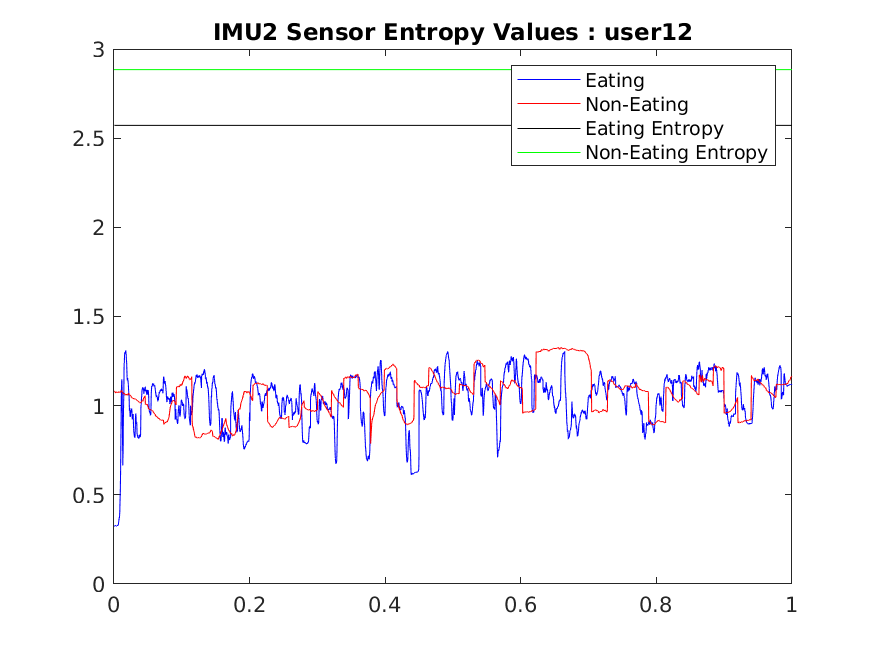 IMU2 Sensor Entropy Values : user12
3
2.5
2
1.5
1
0.5
0
0 0.2 0.4 0.6 0.8 1
Eating
Non-Eating
Eating Entropy
Non-Eating Entropy